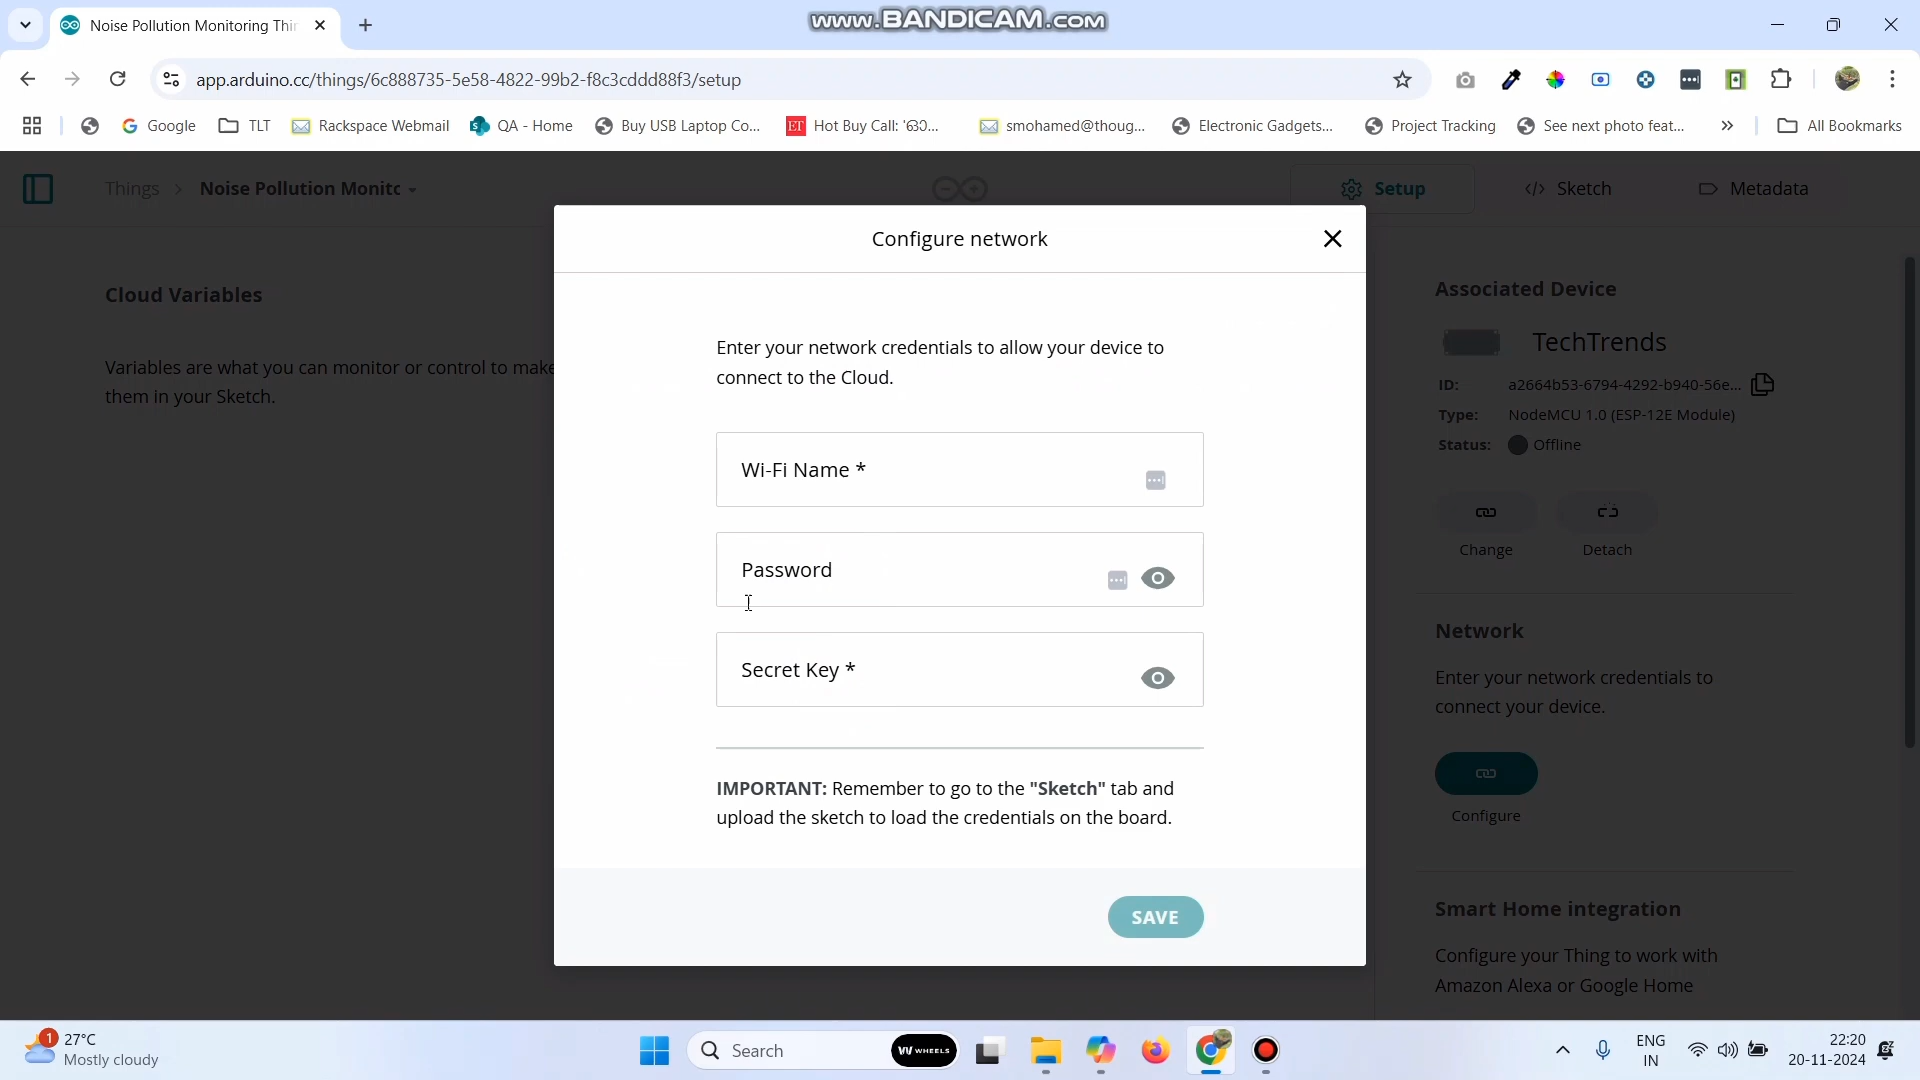 www.BANDICAM.com
Noise Pollution Monitoring Thin
app.arduino.cc/things/6c888735-5e58-4822-99b2-f8c3cddd88f3/setup
Google
TLT
Rackspace Webmail
QA - Home
Buy USB Laptop Co...
ET
smohamed@thoug...
Electronic Gadgets...
Project Tracking
See next photo feat...
All Bookmarks
Things > Noise Pollution Monitc
Setup
</> Sketch
Metadata
Configure network
Cloud Variables
Variables are what you can monitor or control to make
them in your Sketch.
Enter your network credentials to allow your device to
connect to the Cloud.
Wi-Fi Name *
Password
Secret Key *
IMPORTANT: Remember to go to the "Sketch" tab and
upload the sketch to load the credentials on the board.
SAVE
Associated Device
TechTrends
ID: a2664b53-6794-4292-b940-56e...
Type: NodeMCU 1.0 (ESP-12E Module)
Status: Offline
Change
Detach
Network
Enter your network credentials to
connect your device.
Configure
Smart Home integration
Configure your Thing to work with
Amazon Alexa or Google Home
1
27°C
Mostly cloudy
Search
WHEELS
ENG
IN
22:20
20-11-2024